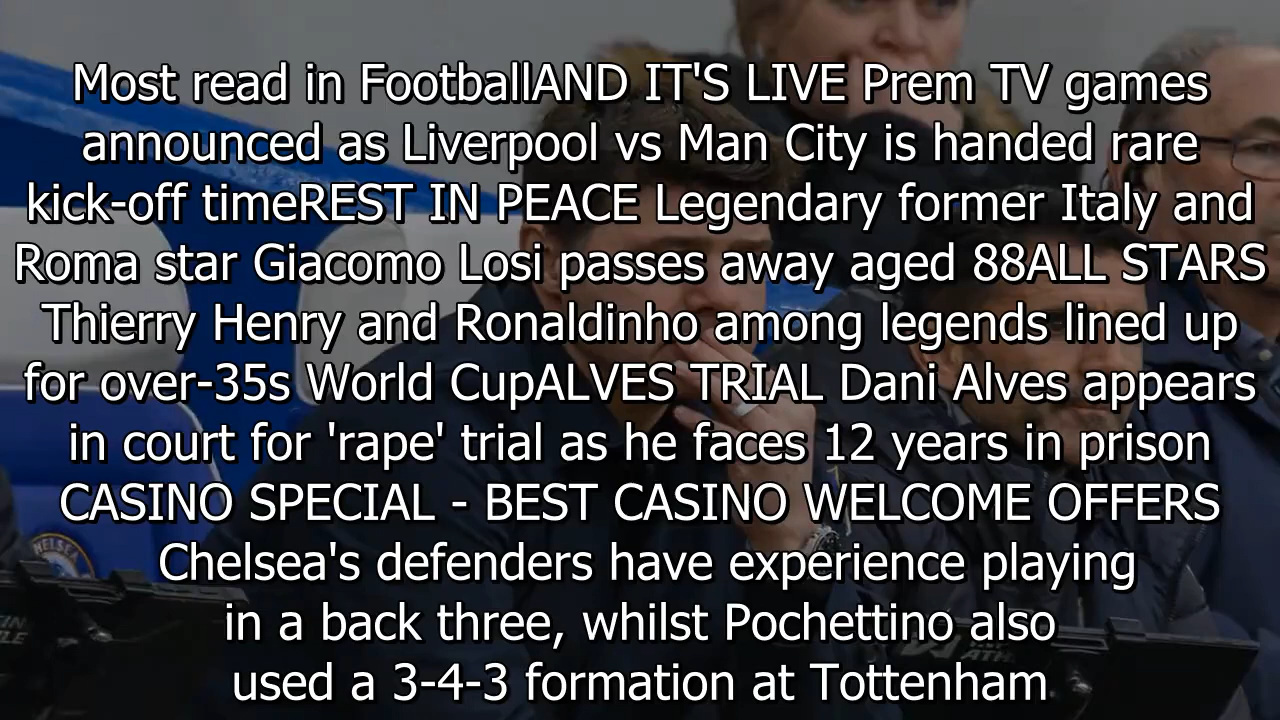 Most read in FootballAND IT'S LIVE Prem TV games
announced as Liverpool vs Man City is handed rare
kick-off timeREST IN PEACE Legendary former Italy and
Roma star Giacomo Losi passes away aged 88ALL STARS
Thierry Henry and Ronaldinho among legends lined up
for over-35s World CupALVES TRIAL Dani Alves appears
in court for 'rape' trial as he faces 12 years in prison
CASINO SPECIAL - BEST CASINO WELCOME OFFERS
Chelsea's defenders have experience playing
in a back three, whilst Pochettino also
used a 3-4-3 formation at Tottenham
CHELSEA